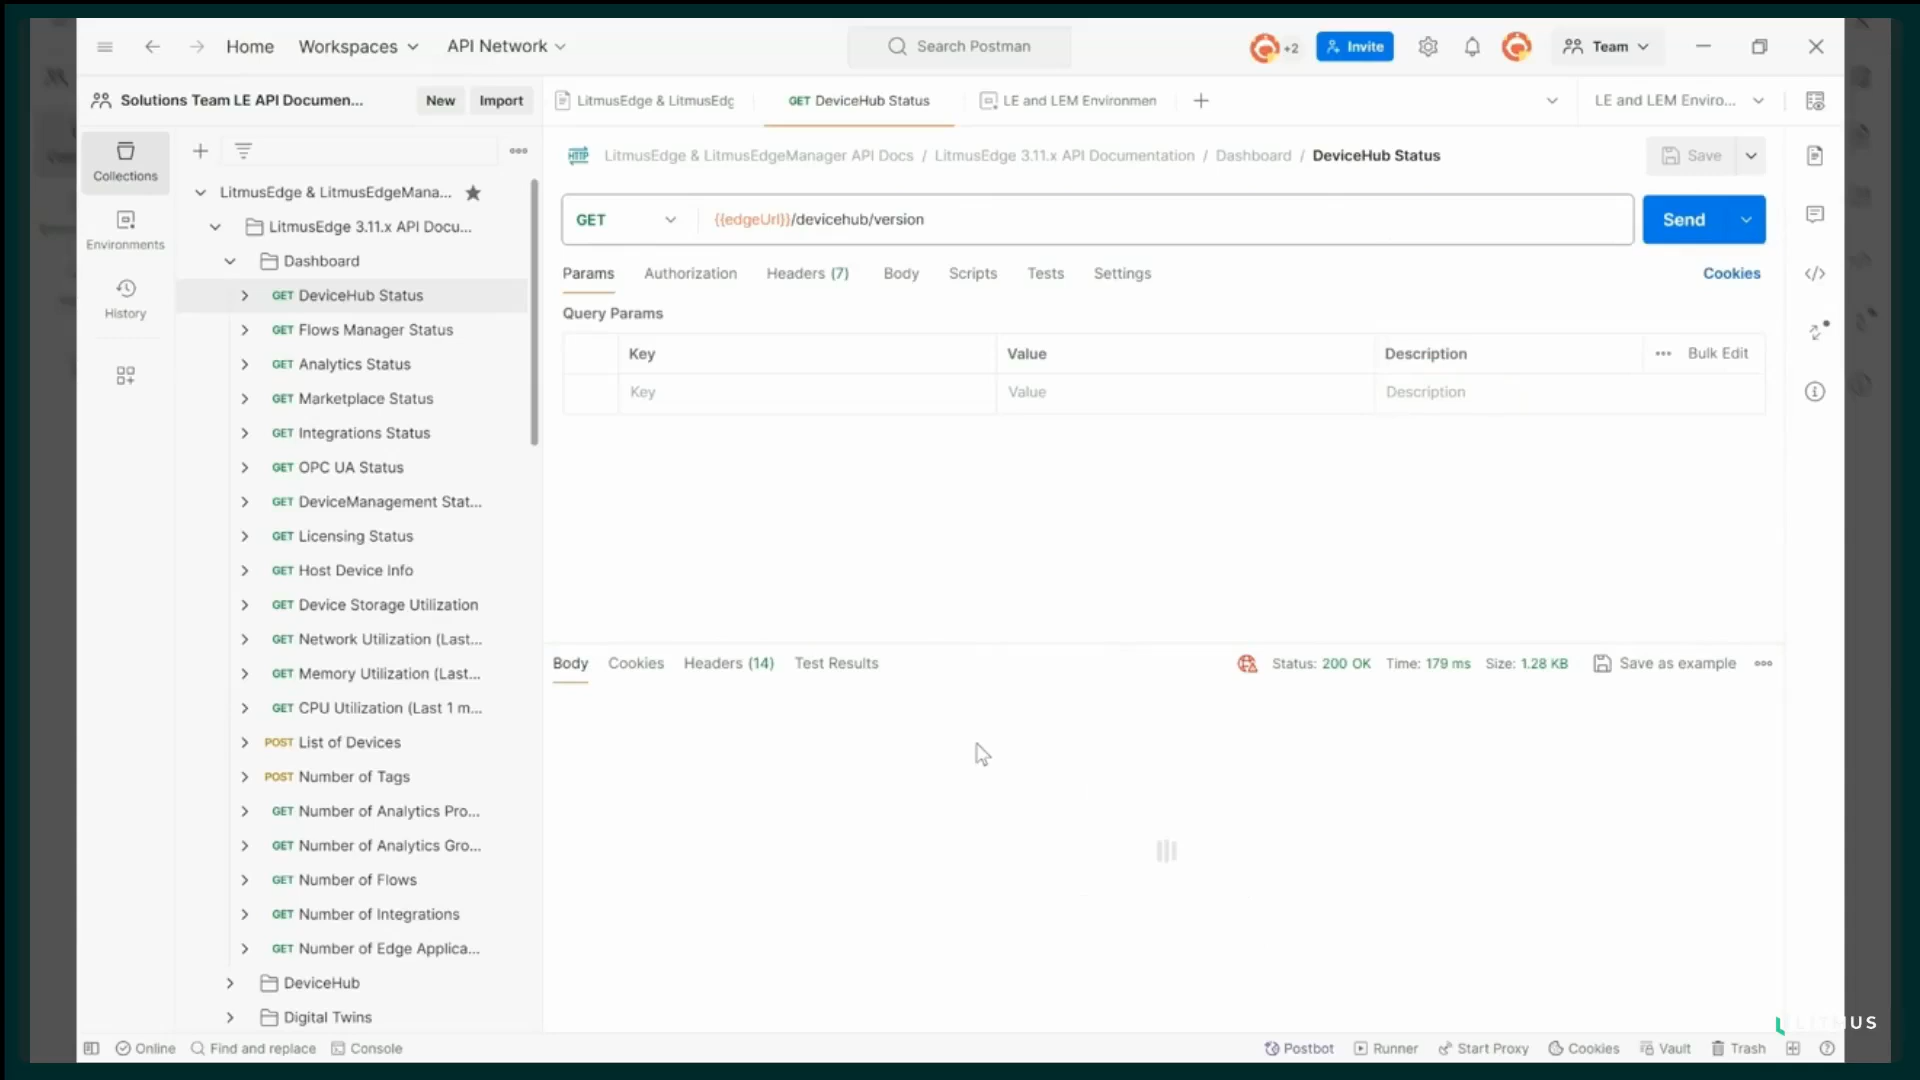 Home
Workspaces
API Network
Search Postman
+2
Invite
Team
Solutions Team LE API Documen...
New
Import
LitmusEdge & LitmusEdg
GET DeviceHub Status
LE and LEM Environmen
LE and LEM Enviro...
Collections
Environments
History
LitmusEdge & LitmusEdgeMana...
LitmusEdge 3.11.x API Docu...
Dashboard
GET DeviceHub Status
GET Flows Manager Status
GET Analytics Status
GET Marketplace Status
GET Integrations Status
GET OPC UA Status
GET DeviceManagement Stat...
GET Licensing Status
GET Host Device Info
GET Device Storage Utilization
GET Network Utilization (Last...
GET Memory Utilization (Last...
GET CPU Utilization (Last 1 m...
POST List of Devices
POST Number of Tags
GET Number of Analytics Pro...
GET Number of Analytics Gro...
GET Number of Flows
GET Number of Integrations
GET Number of Edge Applica...
DeviceHub
Digital Twins
HTTP LitmusEdge & LitmusEdgeManager API Docs / LitmusEdge 3.11.x API Documentation / Dashboard / DeviceHub Status
Save
GET {{edgeUrl}}/devicehub/version
Send
Params Authorization Headers (7) Body Scripts Tests Settings
Cookies
Query Params
Key Value Description Bulk Edit
Key Value Description
Body Cookies Headers (14) Test Results
Status: 200 OK Time: 179 ms Size: 1.28 KB Save as example
LITMUS
Online Find and replace Console
Postbot Runner Start Proxy Cookies Vault Trash